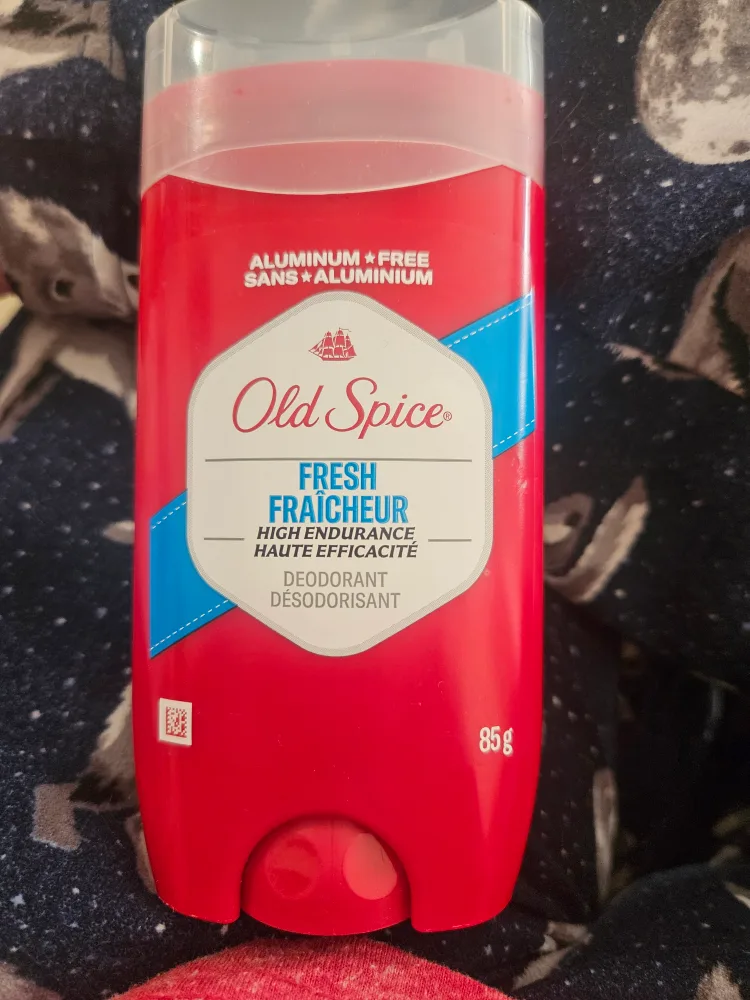 ALUMINUM★FREE
SANS★ALUMINIUM
Old Spice®
FRESH
FRAÎCHEUR
HIGH ENDURANCE
HAUTE EFFICACITÉ
DEODORANT
DÉSODORISANT
85g